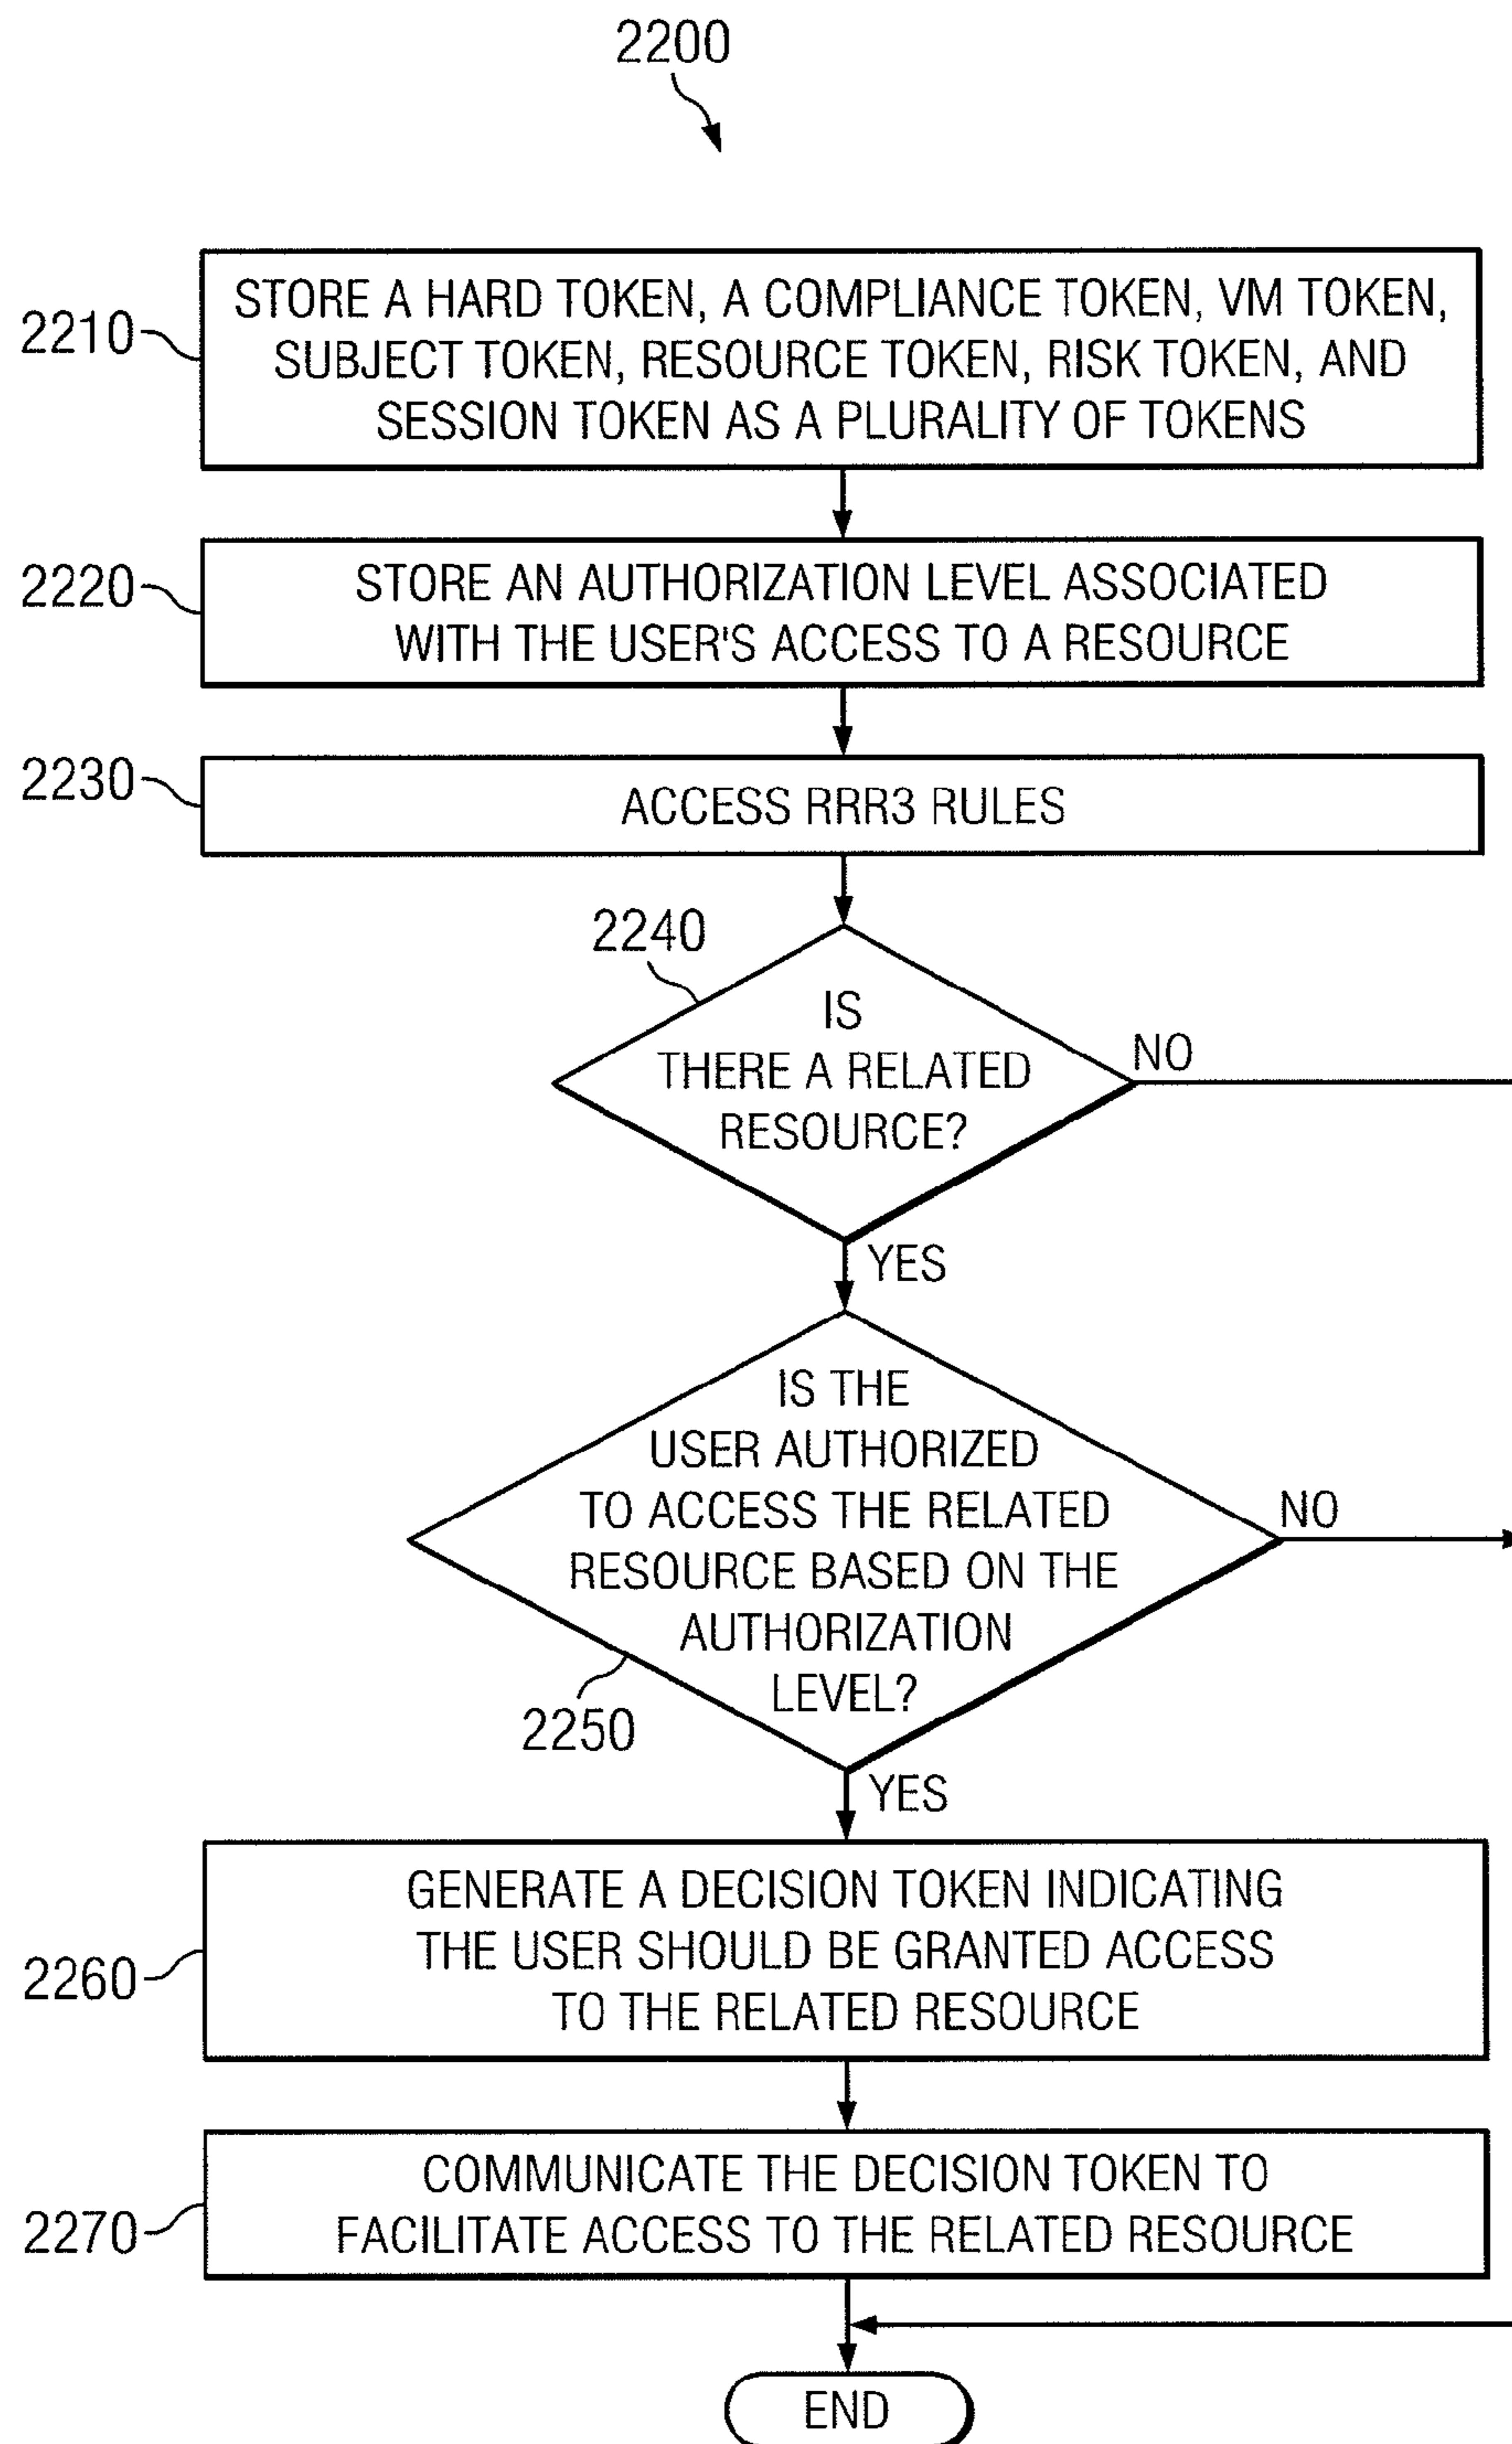 2200
2210
STORE A HARD TOKEN, A COMPLIANCE TOKEN, VM TOKEN,
SUBJECT TOKEN, RESOURCE TOKEN, RISK TOKEN, AND
SESSION TOKEN AS A PLURALITY OF TOKENS
2220
STORE AN AUTHORIZATION LEVEL ASSOCIATED
WITH THE USER'S ACCESS TO A RESOURCE
2230
ACCESS RRR3 RULES
2240
IS
THERE A RELATED
RESOURCE?
NO
YES
IS THE
USER AUTHORIZED
TO ACCESS THE RELATED
RESOURCE BASED ON THE
AUTHORIZATION
LEVEL?
NO
2250
YES
2260
GENERATE A DECISION TOKEN INDICATING
THE USER SHOULD BE GRANTED ACCESS
TO THE RELATED RESOURCE
2270
COMMUNICATE THE DECISION TOKEN TO
FACILITATE ACCESS TO THE RELATED RESOURCE
END